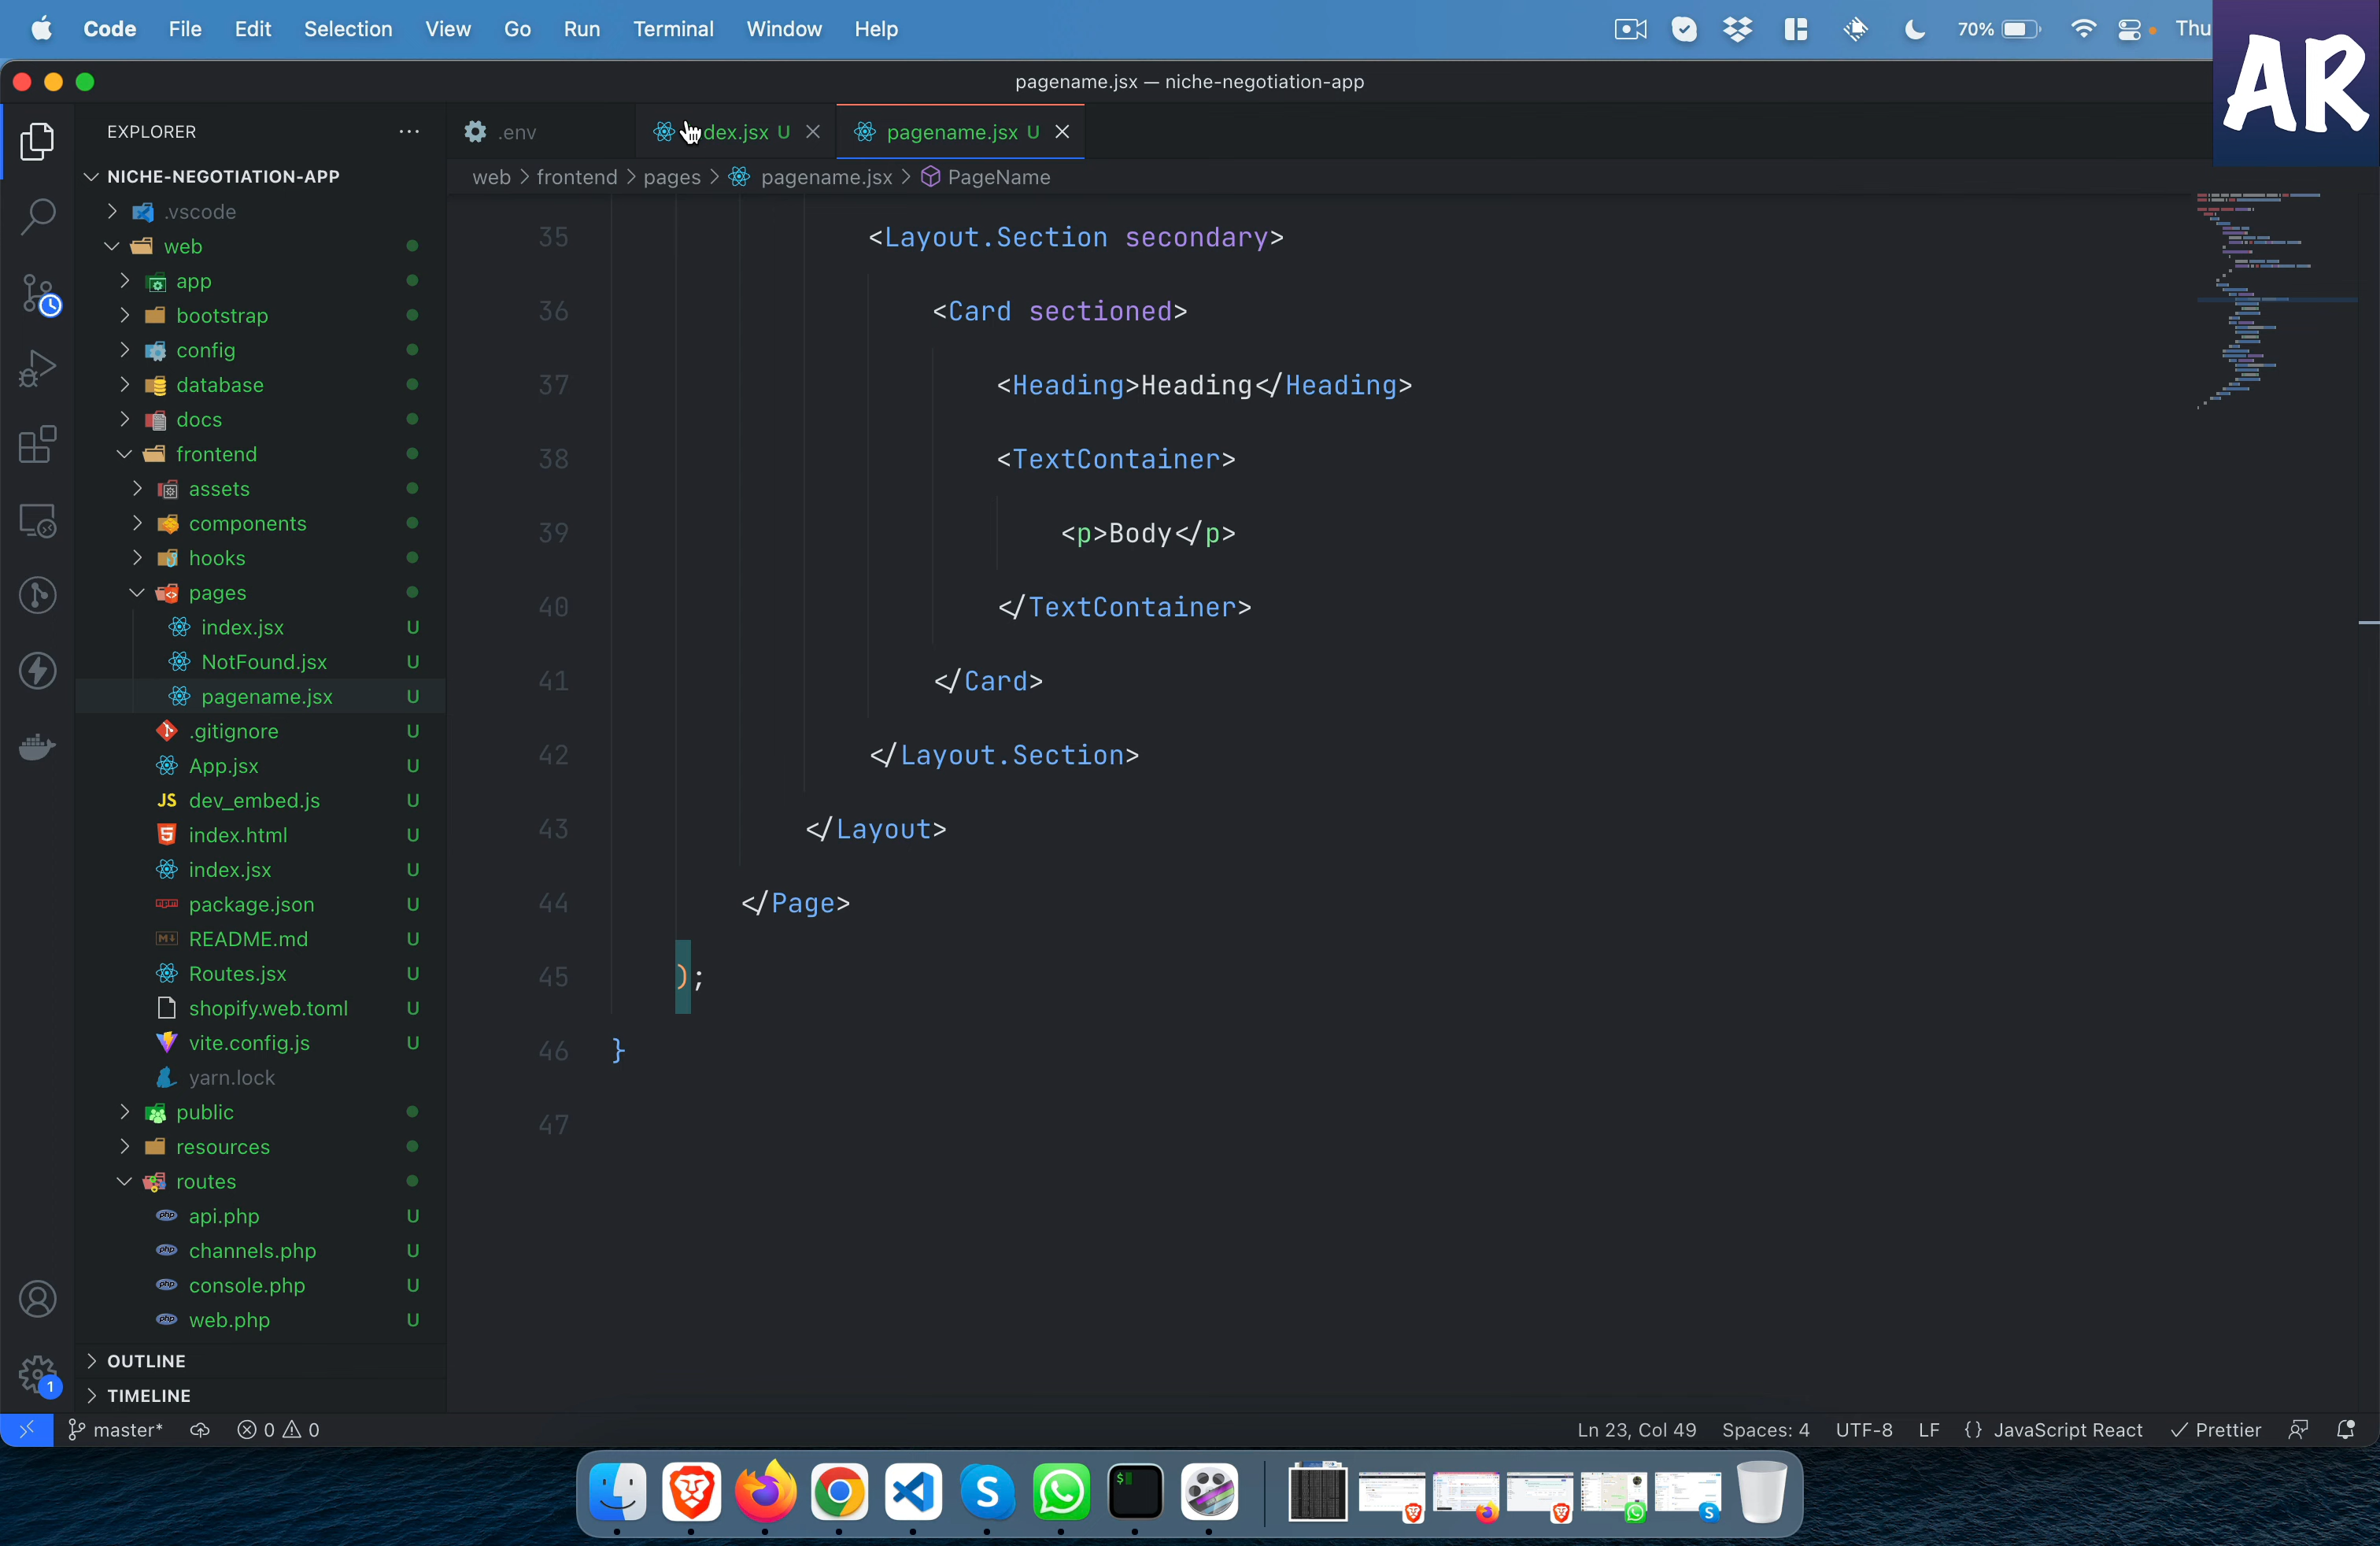 Code File Edit Selection View Go Run Terminal Window Help 70% Thu
AR
pagename.jsx — niche-negotiation-app
EXPLORER
.env
dex.jsx U
pagename.jsx U
web > frontend > pages > pagename.jsx > PageName
NICHE-NEGOTIATION-APP
.vscode
web
app
bootstrap
config
database
docs
frontend
assets
components
hooks
pages
index.jsx U
NotFound.jsx U
pagename.jsx U
.gitignore U
App.jsx U
JS dev_embed.js U
index.html U
index.jsx U
package.json U
README.md U
Routes.jsx U
shopify.web.toml U
vite.config.js U
yarn.lock
public
resources
routes
php api.php U
php channels.php U
php console.php U
php web.php U
OUTLINE
TIMELINE
35 <Layout.Section secondary>
36 <Card sectioned>
37 <Heading>Heading</Heading>
38 <TextContainer>
39 <p>Body</p>
40 </TextContainer>
41 </Card>
42 </Layout.Section>
43 </Layout>
44 </Page>
45 );
46 }
47
1
master* 0 0 Ln 23, Col 49 Spaces: 4 UTF-8 LF {} JavaScript React Prettier